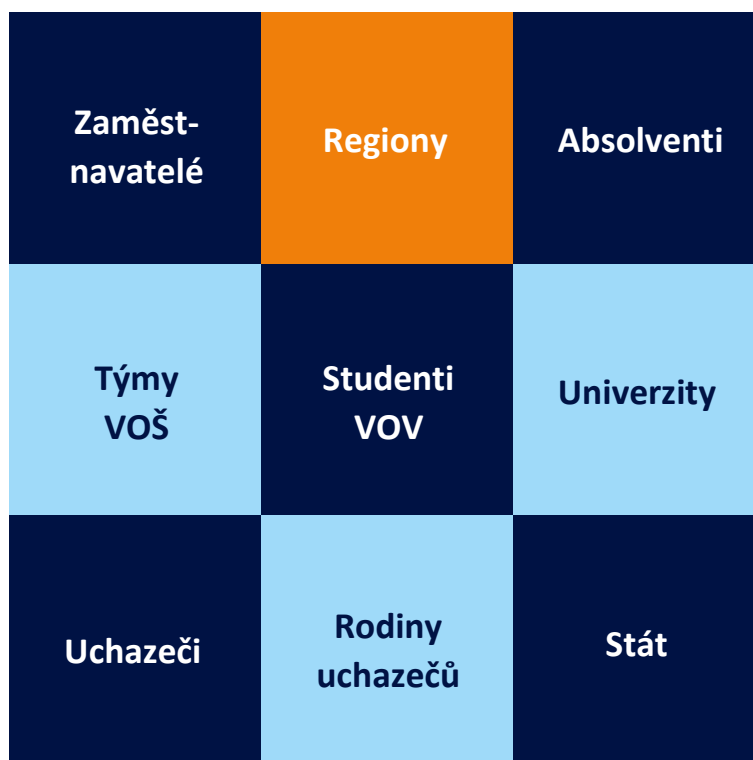 Zaměst-
navatelé
Regiony
Absolventi
Týmy
VOŠ
Studenti
VOV
Univerzity
Uchazeči
Rodiny
uchazečů
Stát